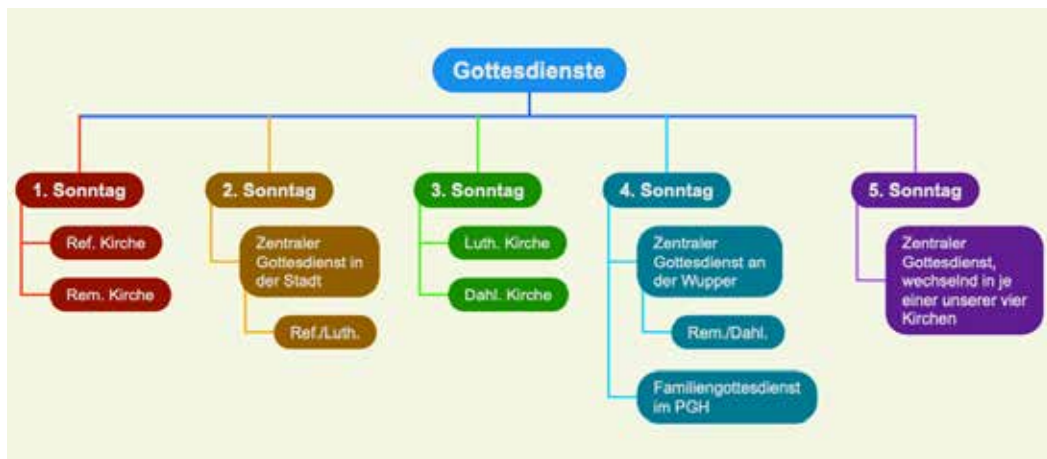 Gottesdienste
1. Sonntag
Ref. Kirche
Rem. Kirche
2. Sonntag
Zentraler
Gottesdienst in
der Stadt
Ref./Luth.
3. Sonntag
Luth. Kirche
Dahl. Kirche
4. Sonntag
Zentraler
Gottesdienst an
der Wupper
Rem./Dahl.
Familiengottesdienst
im PGH
5. Sonntag
Zentraler
Gottesdienst,
wechselnd in je
einer unserer vier
Kirchen